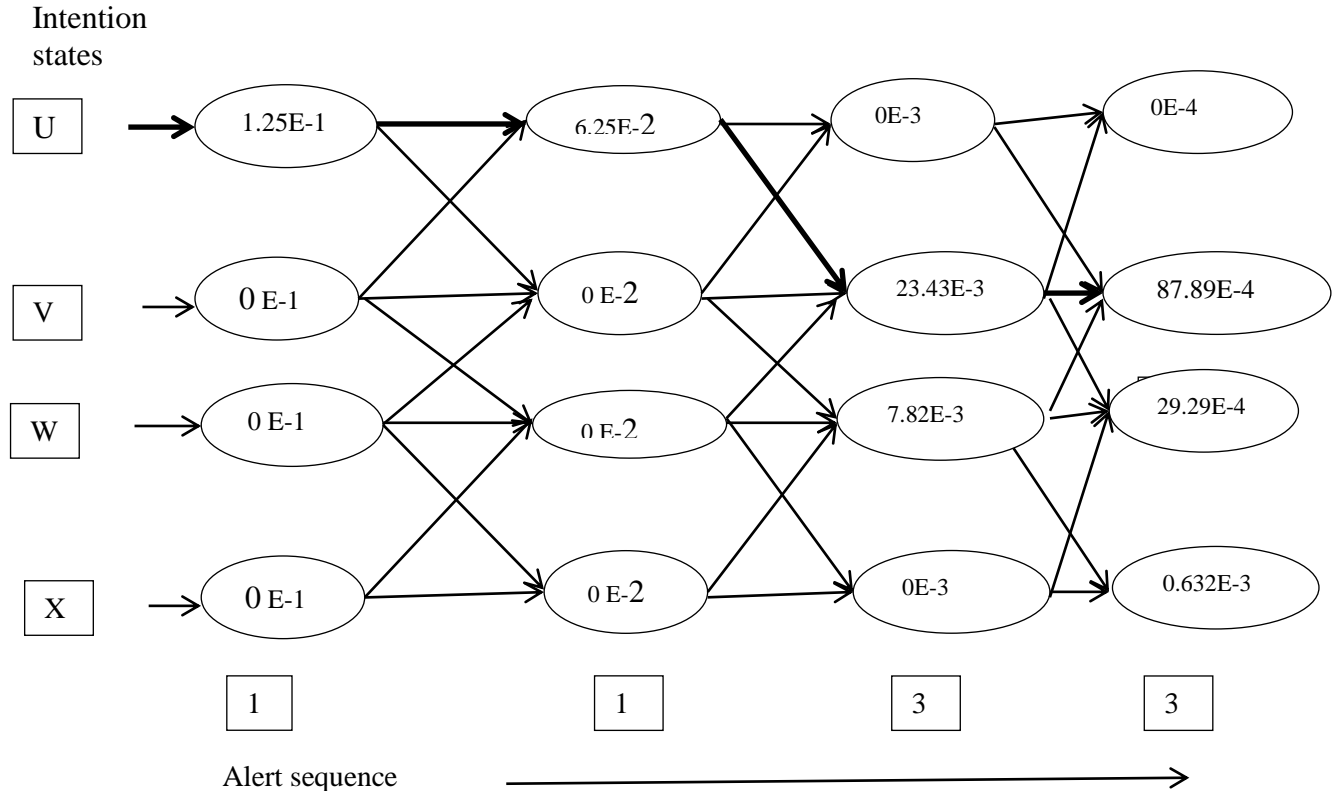 Intention
states
U
1.25E-1
6.25E-2
0E-3
0E-4
V
0 E-1
0 E-2
23.43E-3
87.89E-4
W
0 E-1
0 E-2
7.82E-3
29.29E-4
X
0 E-1
0 E-2
0E-3
0.632E-3
1
1
3
3
Alert sequence